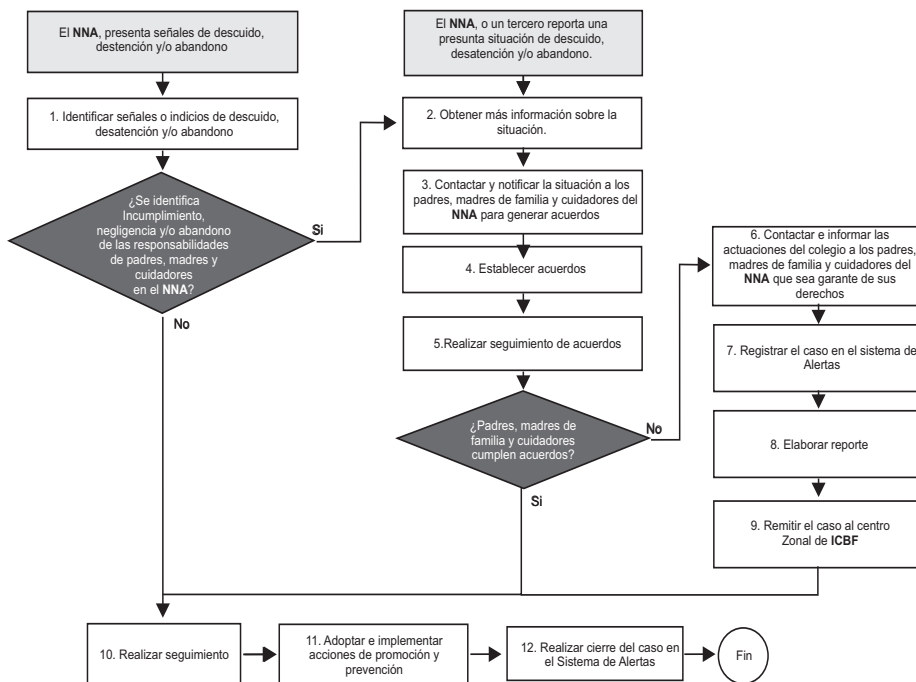 El NNA, presenta señales de descuido,
destención y/o abandono
El NNA, o un tercero reporta una
presunta situación de descuido,
desatención y/o abandono.
1. Identificar señales o indicios de descuido,
desatención y/o abandono
2. Obtener más información sobre la
situación.
¿Se identifica
Incumplimiento,
negligencia y/o abandono
de las responsabilidades
de padres, madres y
cuidadores
en el NNA?
Si
No
3. Contactar y notificar la situación a los
padres, madres de familia y cuidadores del
NNA para generar acuerdos
4. Establecer acuerdos
5.Realizar seguimiento de acuerdos
¿Padres, madres de
familia y cuidadores
cumplen acuerdos?
No
Si
6. Contactar e informar las
actuaciones del colegio a los padres,
madres de familia y cuidadores del
NNA que sea garante de sus
derechos
7. Registrar el caso en el sistema de
Alertas
8. Elaborar reporte
9. Remitir el caso al centro
Zonal de ICBF
10. Realizar seguimiento
11. Adoptar e implementar
acciones de promoción y
prevención
12. Realizar cierre del caso en
el Sistema de Alertas
Fin